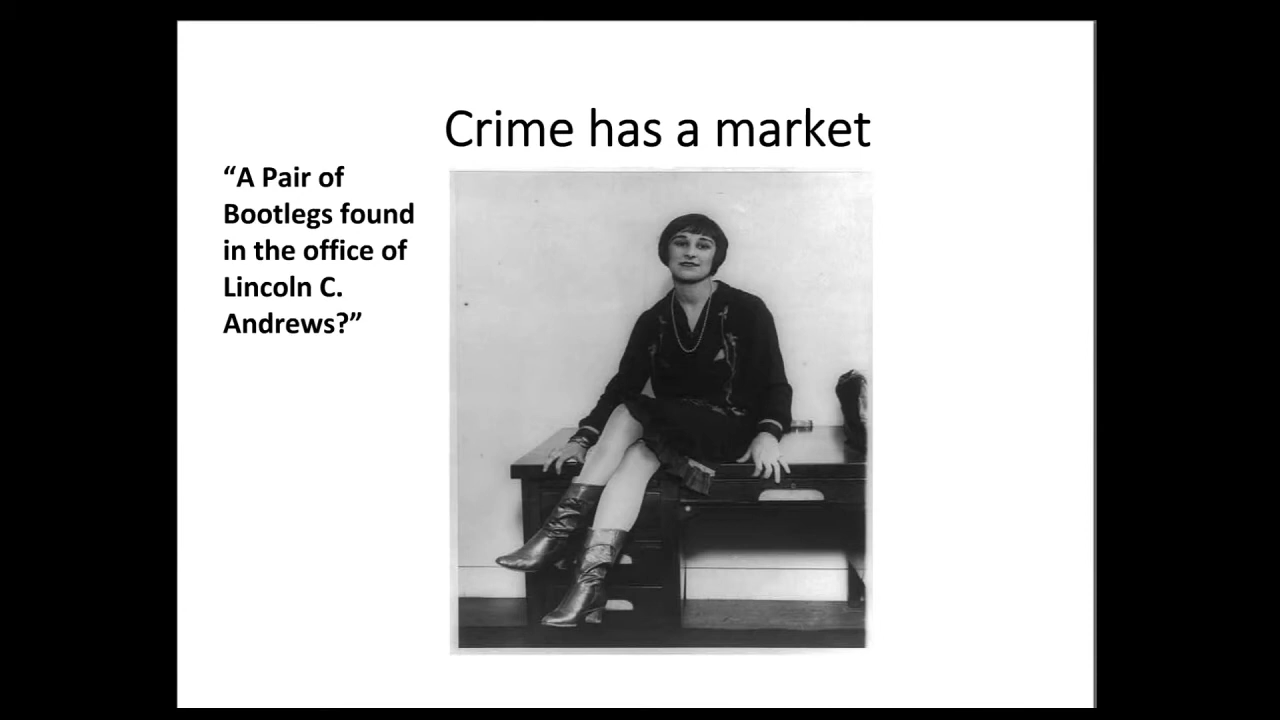 Crime has a market
“A Pair of
Bootlegs found
in the office of
Lincoln C.
Andrews?”